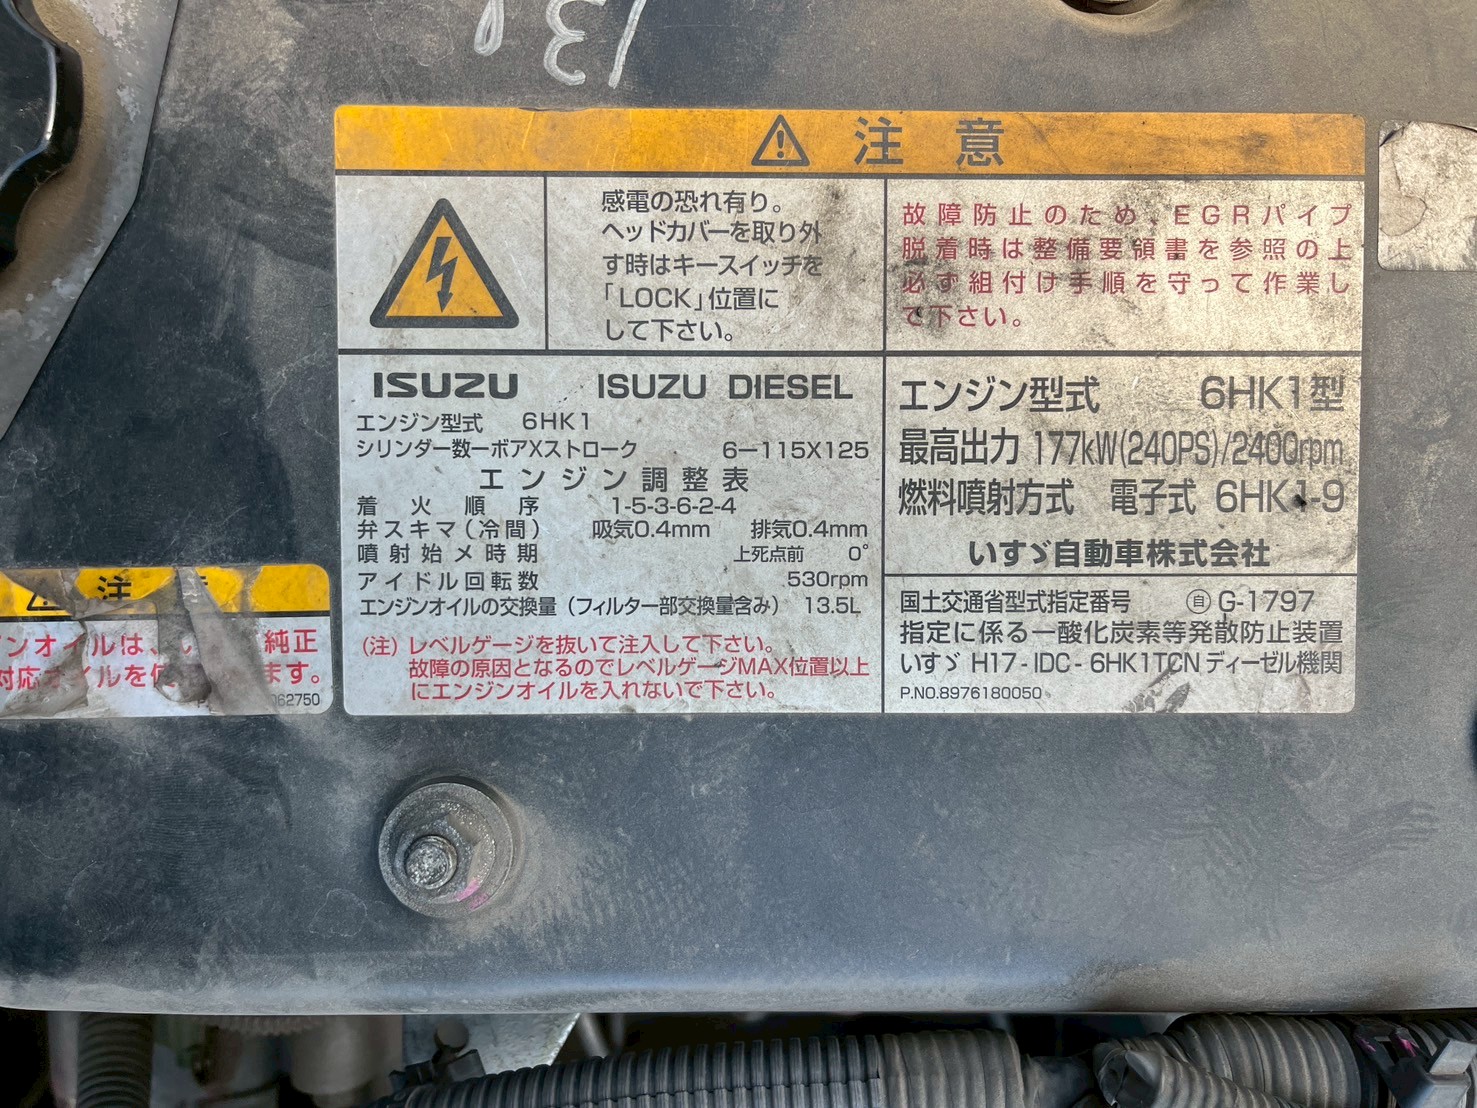 13
注意
感電の恐れ有り。
ヘッドカバーを取り外
す時はキースイッチを
「LOCK」位置に
して下さい。
故障防止のため、EGRパイプ
脱着時は整備要領書を参照の上
必ず組付け手順を守って作業し
て下さい。
ISUZU ISUZU DIESEL
エンジン型式 6HK1
シリンダー数ーボアXストローク 6ー115X125
エンジン調整表
着火順序 1-5-3-6-2-4
弁スキマ(冷間) 吸気0.4mm 排気0.4mm
噴射始メ時期 上死点前 0°
アイドル回転数 530rpm
エンジンオイルの交換量(フィルター部交換量含み) 13.5L
(注) レベルゲージを抜いて注入して下さい。
故障の原因となるのでレベルゲージMAX位置以上
にエンジンオイルを入れないで下さい。
エンジン型式 6HK1型
最高出力 177kW(240PS)/2400rpm
燃料噴射方式 電子式 6HK1-9
いすゞ自動車株式会社
国土交通省型式指定番号 自 G-1797
指定に係る一酸化炭素等発散防止装置
いすゞ H17-IDC-6HK1TCN ディーゼル機関
P.NO.8976180050
注
ンオイルは、 純正
対応オイルを使 ます。
062750